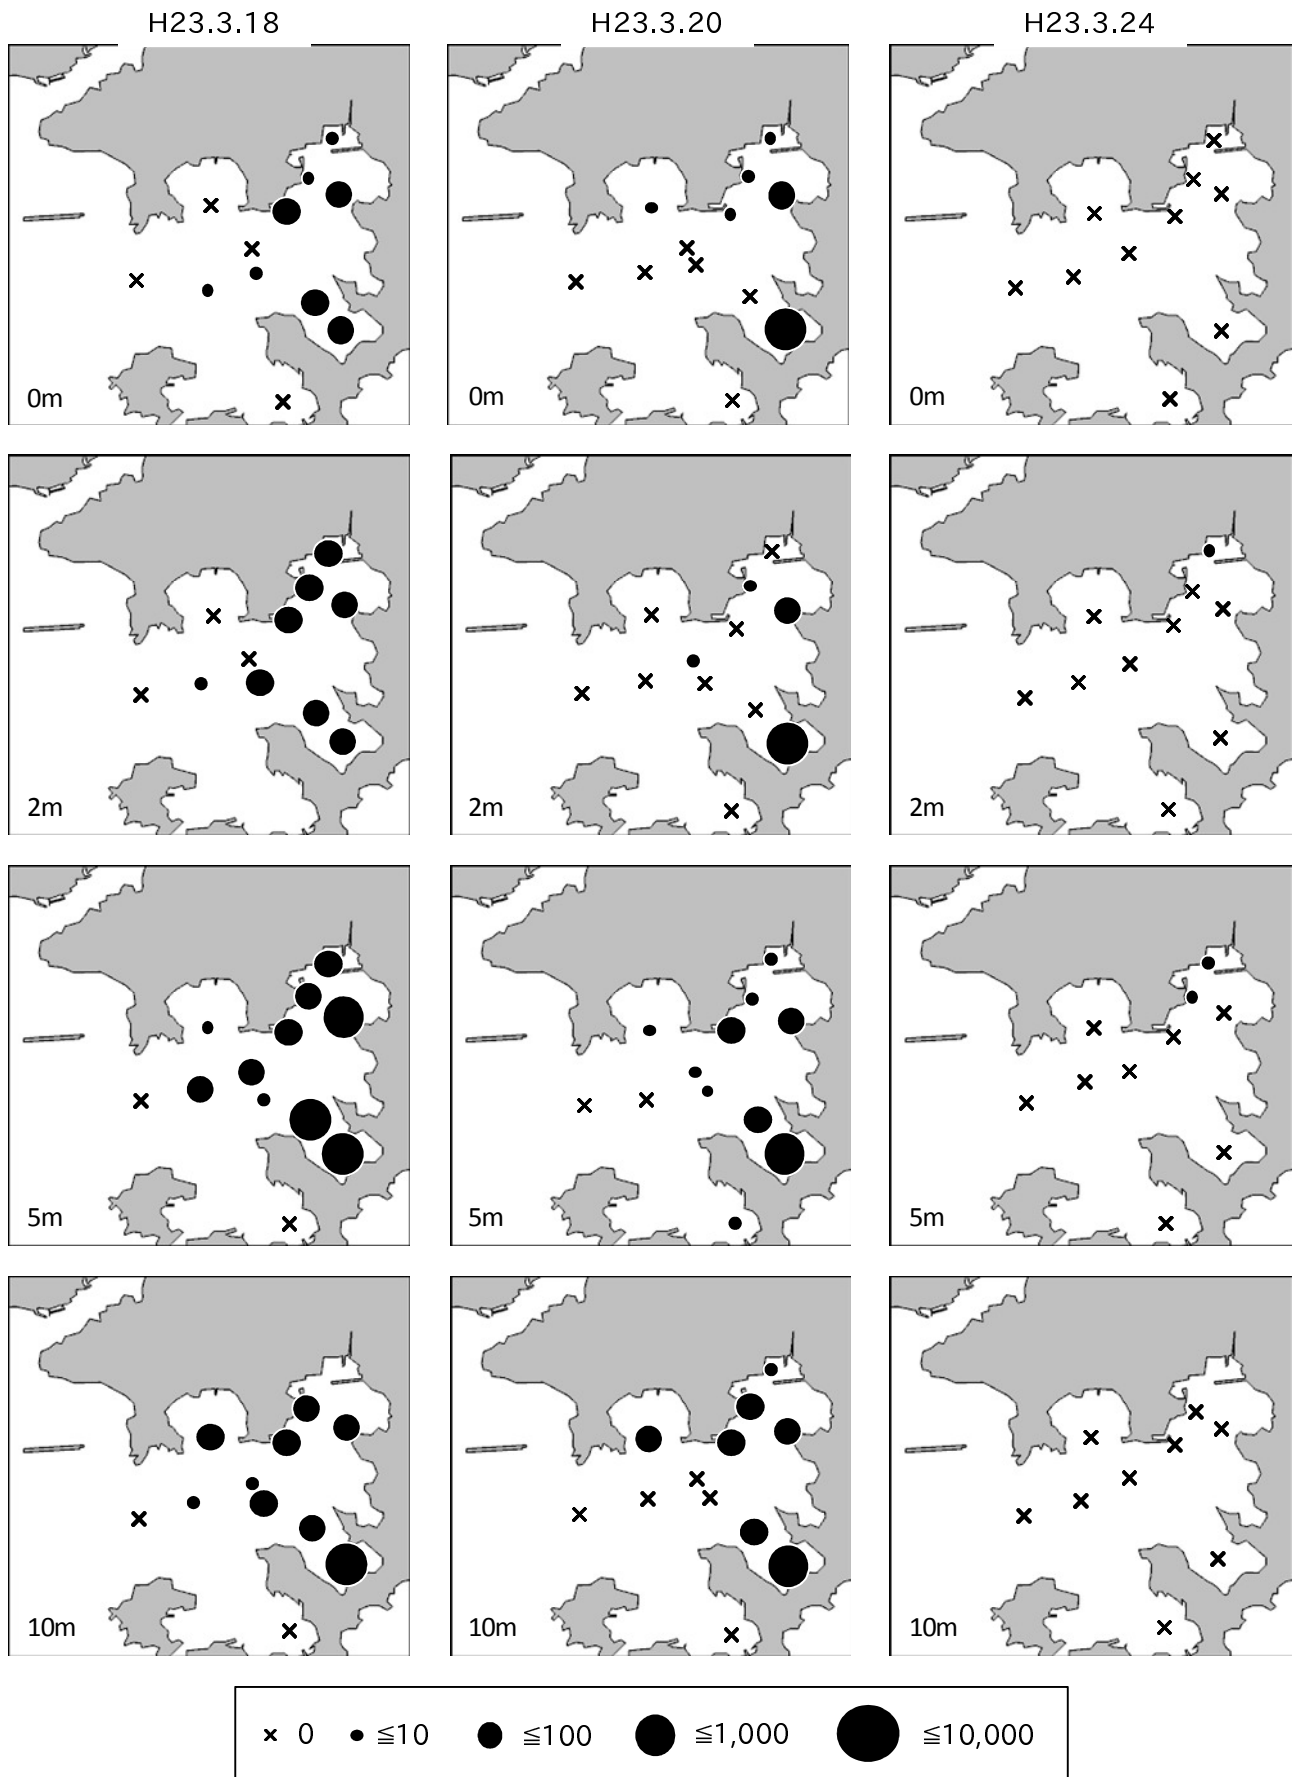 H23.3.18 H23.3.20 H23.3.24
0m 0m 0m
2m 2m 2m
5m 5m 5m
10m 10m 10m
× 0 ≦10 ≦100 ≦1,000 ≦10,000